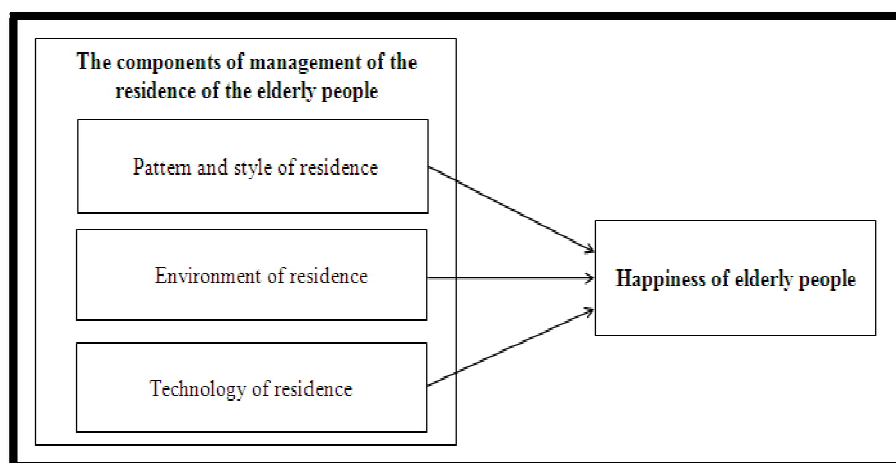 The components of management of the
residence of the elderly people
Pattern and style of residence
Environment of residence
Happiness of elderly people
Technology of residence